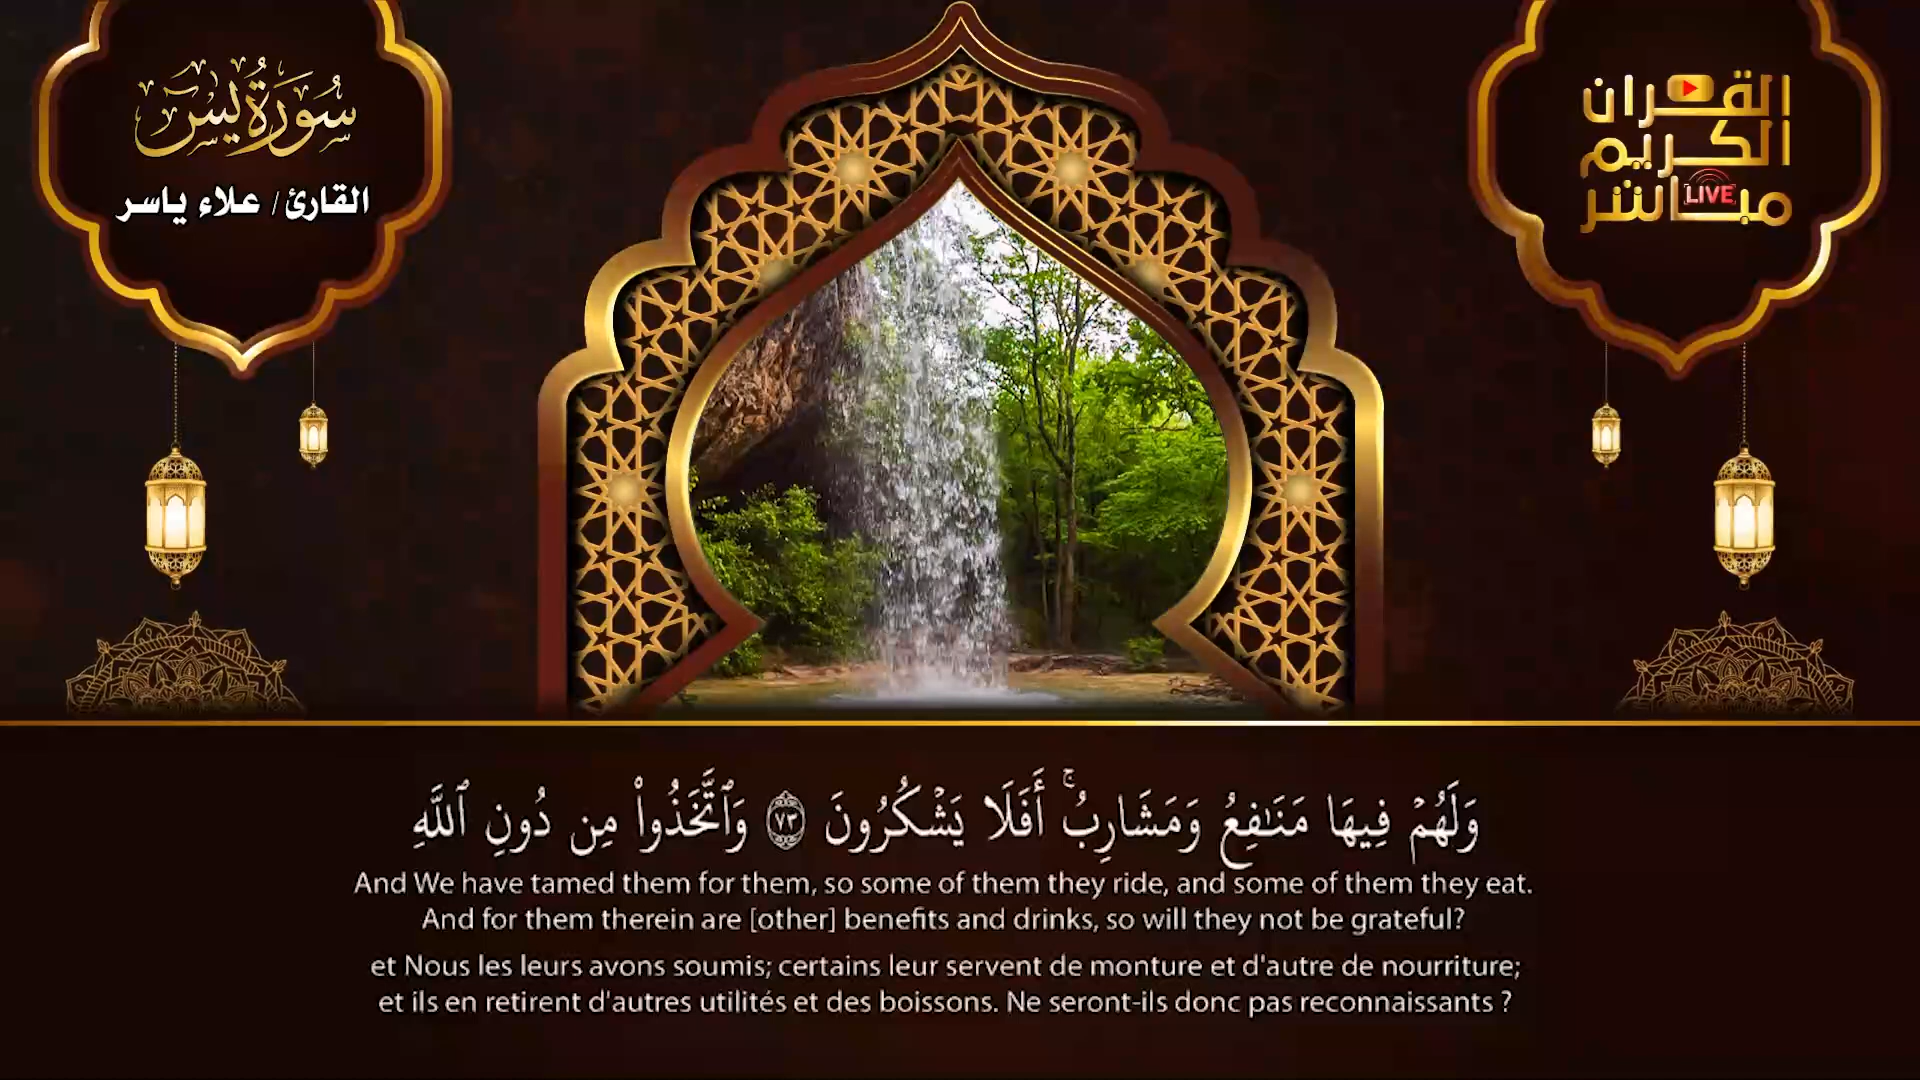 سُورَةُ يسٓ
القارئ/ علاء ياسر
القرآن
الكريم
مباشر
LIVE
وَلَهُمْ فِيهَا مَنَٰفِعُ وَمَشَارِبُ ۚ أَفَلَا يَشْكُرُونَ ٧٣ وَٱتَّخَذُوا۟ مِن دُونِ ٱللَّهِ
And We have tamed them for them, so some of them they ride, and some of them they eat.
And for them therein are [other] benefits and drinks, so will they not be grateful?
et Nous les leurs avons soumis; certains leur servent de monture et d'autre de nourriture;
et ils en retirent d'autres utilités et des boissons. Ne seront-ils donc pas reconnaissants ?